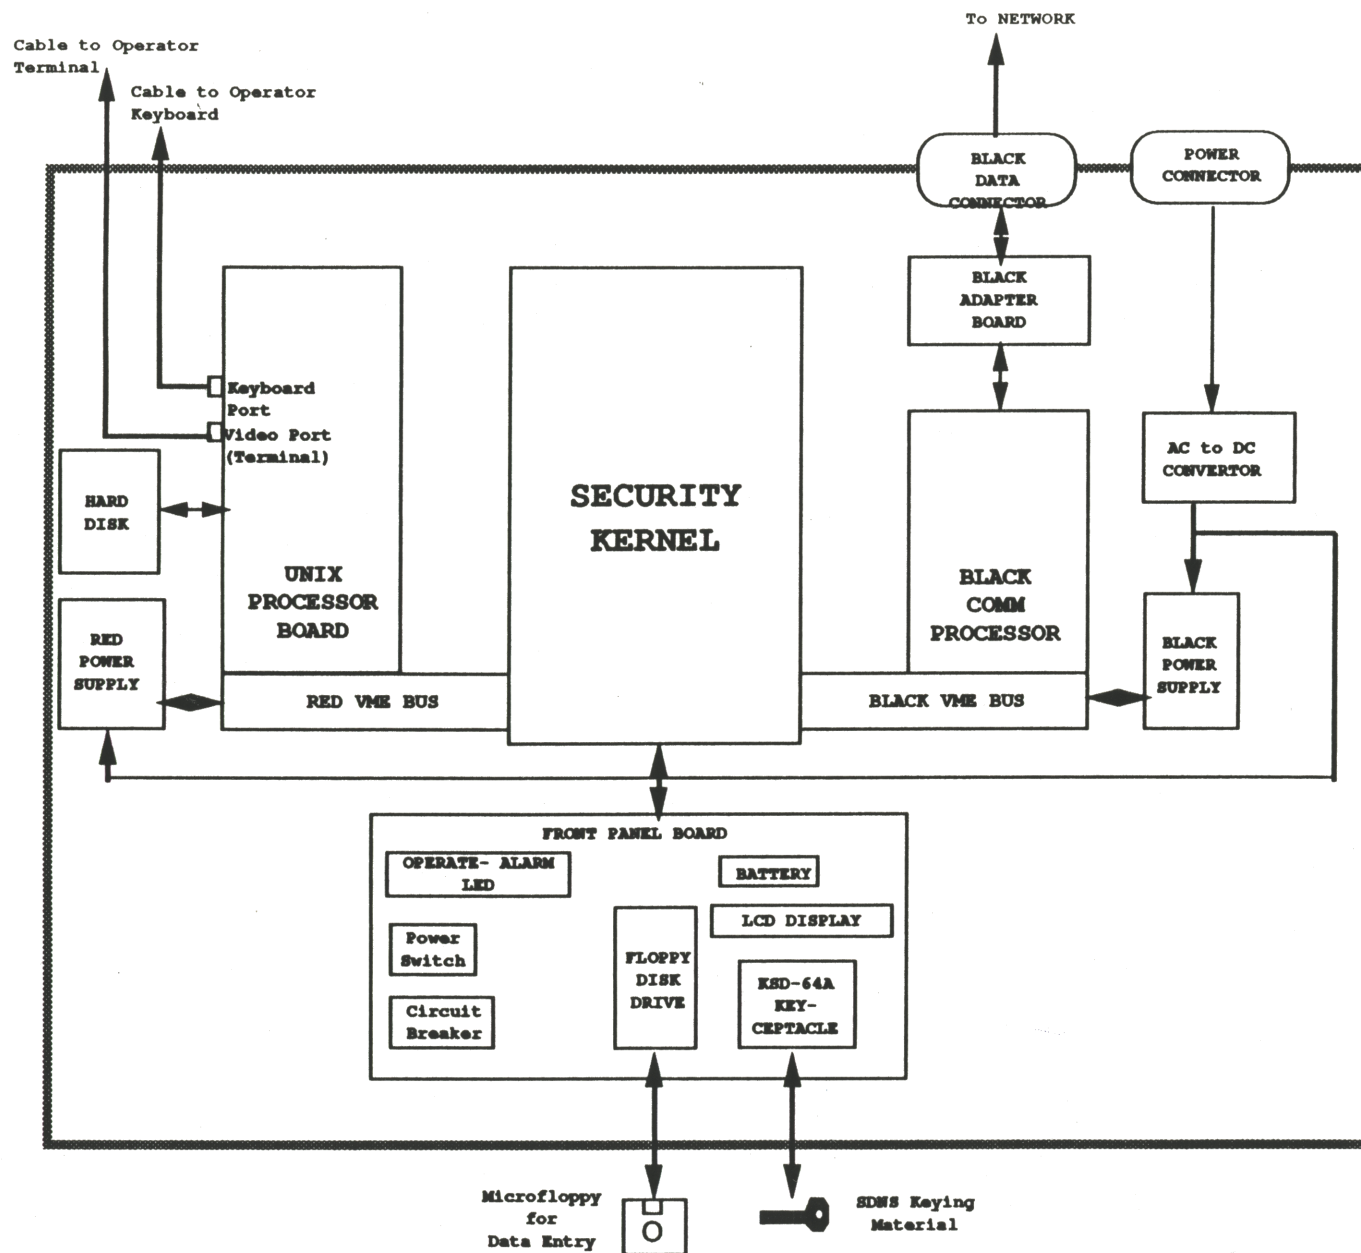 To NETWORK
Cable to Operator
Terminal
Cable to Operator
Keyboard
BLACK
DATA
CONNECTOR
POWER
CONNECTOR
BLACK
ADAPTER
BOARD
Keyboard
Port
Video Port
(Terminal)
AC to DC
CONVERTOR
HARD
DISK
SECURITY
KERNEL
UNIX
PROCESSOR
BOARD
BLACK
COMM
PROCESSOR
RED
POWER
SUPPLY
BLACK
POWER
SUPPLY
RED VME BUS
BLACK VME BUS
FRONT PANEL BOARD
OPERATE- ALARM
LED
BATTERY
LCD DISPLAY
Power
Switch
FLOPPY
DISK
DRIVE
KSD-64A
KEY-
CEPTACLE
Circuit
Breaker
Microfloppy
for
Data Entry
SDNS Keying
Material